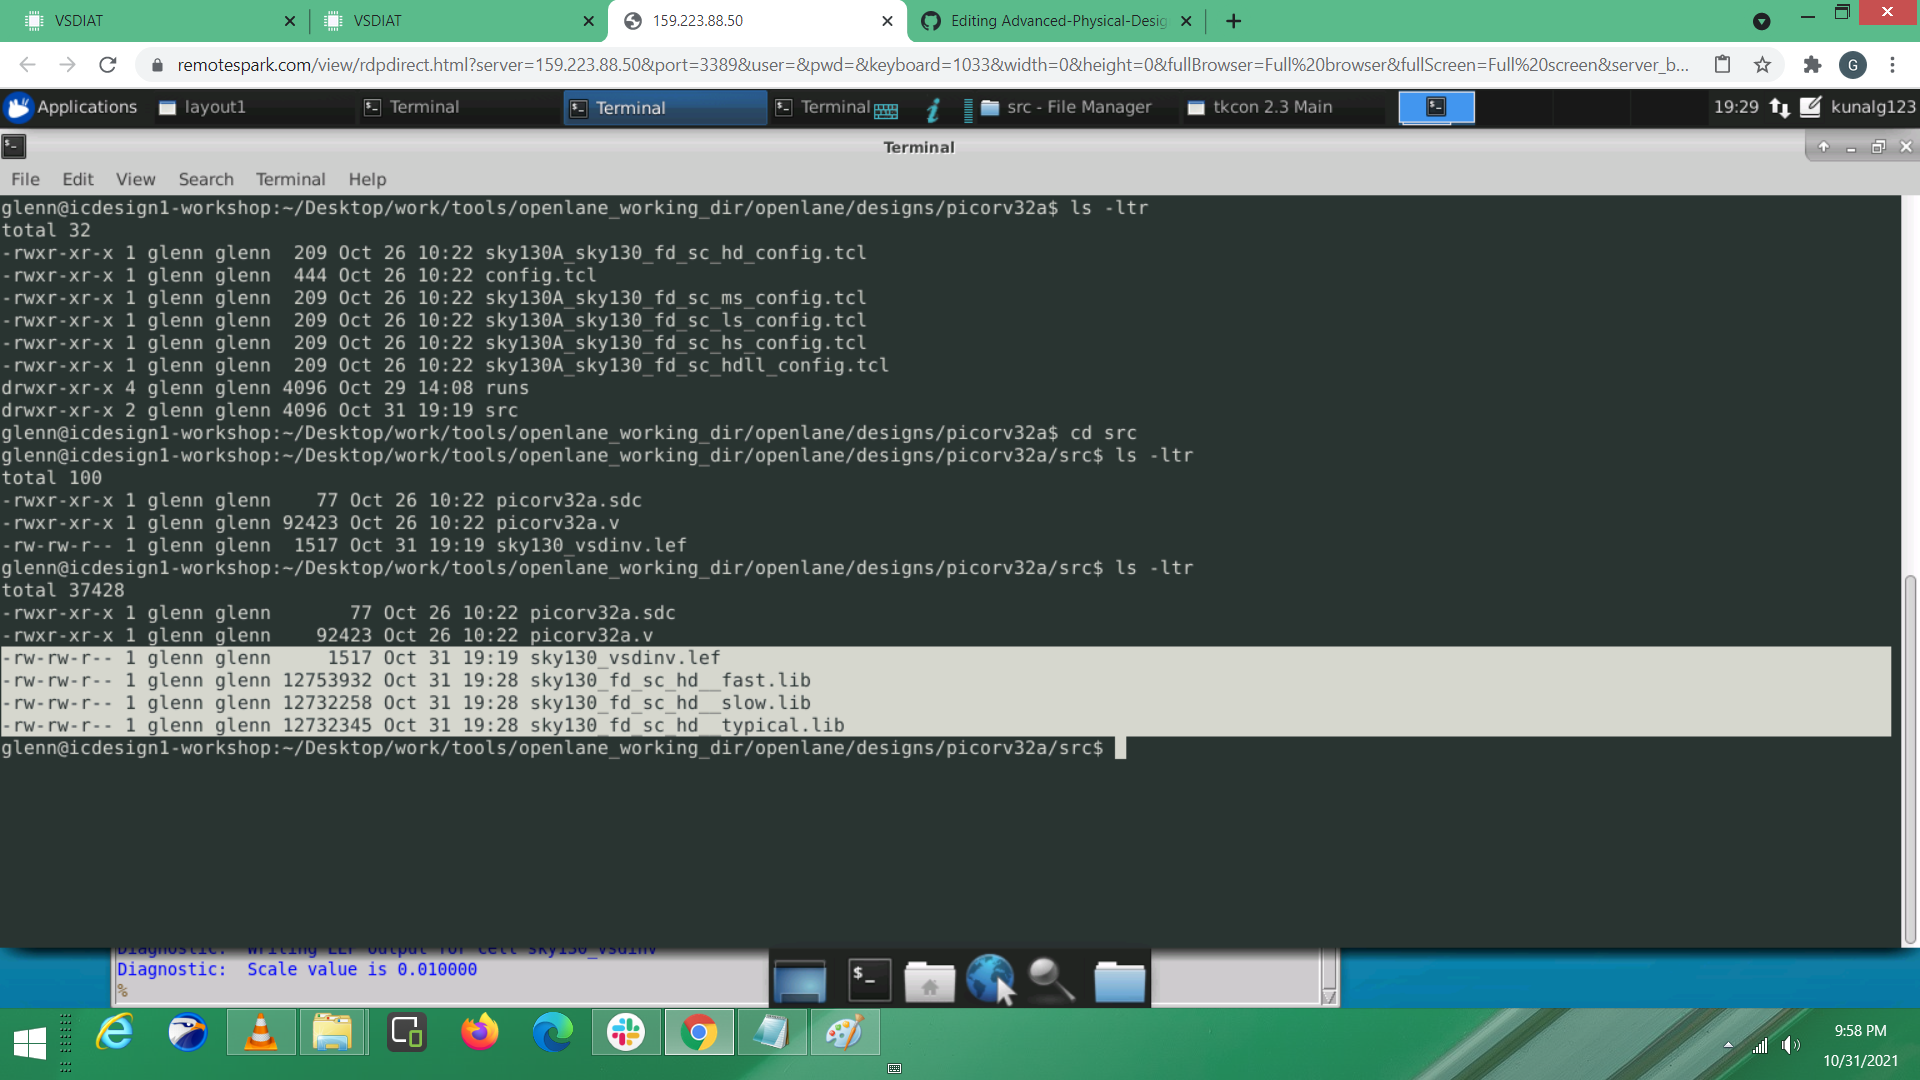 VSDIAT
VSDIAT
159.223.88.50
Editing Advanced-Physical-Desig
remotespark.com/view/rdpdirect.html?server=159.223.88.50&port=3389&user=&pwd=&keyboard=1033&width=0&height=0&fullBrowser=Full%20browser&fullScreen=Full%20screen&server_b...
G
Applications
layout1
Terminal
Terminal
Terminal
src - File Manager
tkcon 2.3 Main
19:29
kunalg123
Terminal
File Edit View Search Terminal Help
glenn@icdesign1-workshop:~/Desktop/work/tools/openlane_working_dir/openlane/designs/picorv32a$ ls -ltr
total 32
-rwxr-xr-x 1 glenn glenn  209 Oct 26 10:22 sky130A_sky130_fd_sc_hd_config.tcl
-rwxr-xr-x 1 glenn glenn  444 Oct 26 10:22 config.tcl
-rwxr-xr-x 1 glenn glenn  209 Oct 26 10:22 sky130A_sky130_fd_sc_ms_config.tcl
-rwxr-xr-x 1 glenn glenn  209 Oct 26 10:22 sky130A_sky130_fd_sc_ls_config.tcl
-rwxr-xr-x 1 glenn glenn  209 Oct 26 10:22 sky130A_sky130_fd_sc_hs_config.tcl
-rwxr-xr-x 1 glenn glenn  209 Oct 26 10:22 sky130A_sky130_fd_sc_hdll_config.tcl
drwxr-xr-x 4 glenn glenn 4096 Oct 29 14:08 runs
drwxr-xr-x 2 glenn glenn 4096 Oct 31 19:19 src
glenn@icdesign1-workshop:~/Desktop/work/tools/openlane_working_dir/openlane/designs/picorv32a$ cd src
glenn@icdesign1-workshop:~/Desktop/work/tools/openlane_working_dir/openlane/designs/picorv32a/src$ ls -ltr
total 100
-rwxr-xr-x 1 glenn glenn    77 Oct 26 10:22 picorv32a.sdc
-rwxr-xr-x 1 glenn glenn 92423 Oct 26 10:22 picorv32a.v
-rw-rw-r-- 1 glenn glenn  1517 Oct 31 19:19 sky130_vsdinv.lef
glenn@icdesign1-workshop:~/Desktop/work/tools/openlane_working_dir/openlane/designs/picorv32a/src$ ls -ltr
total 37428
-rwxr-xr-x 1 glenn glenn       77 Oct 26 10:22 picorv32a.sdc
-rwxr-xr-x 1 glenn glenn    92423 Oct 26 10:22 picorv32a.v
-rw-rw-r-- 1 glenn glenn     1517 Oct 31 19:19 sky130_vsdinv.lef
-rw-rw-r-- 1 glenn glenn 12753932 Oct 31 19:28 sky130_fd_sc_hd__fast.lib
-rw-rw-r-- 1 glenn glenn 12732258 Oct 31 19:28 sky130_fd_sc_hd__slow.lib
-rw-rw-r-- 1 glenn glenn 12732345 Oct 31 19:28 sky130_fd_sc_hd__typical.lib
glenn@icdesign1-workshop:~/Desktop/work/tools/openlane_working_dir/openlane/designs/picorv32a/src$
Diagnostic:  Writing LEF output for cell sky130_vsdinv
Diagnostic:  Scale value is 0.010000
%
9:58 PM
10/31/2021